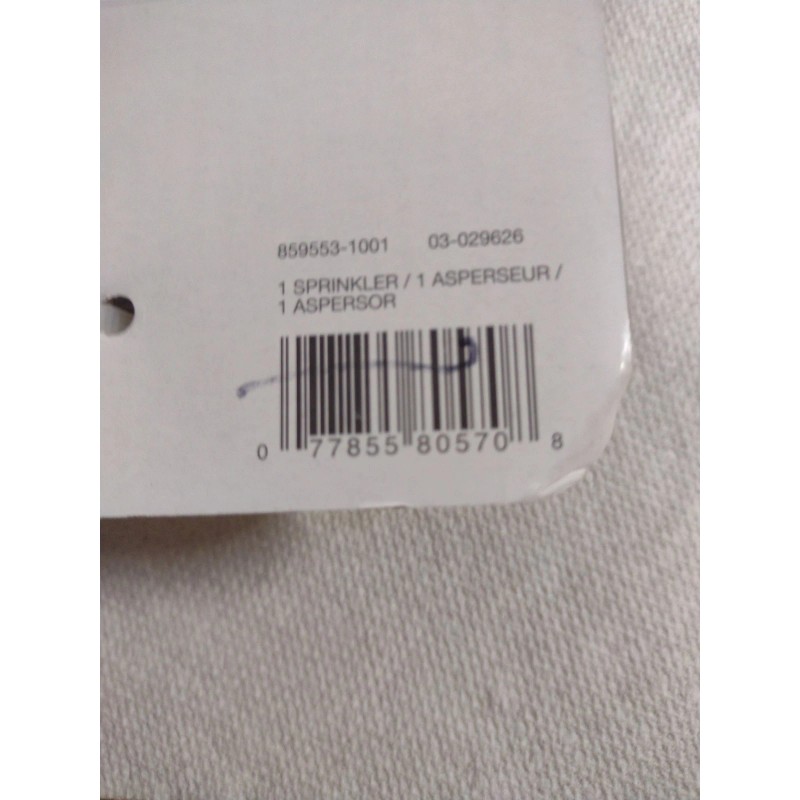 859553-1001 03-029626
1 SPRINKLER / 1 ASPERSEUR /
1 ASPERSOR
0 77855 80570 8